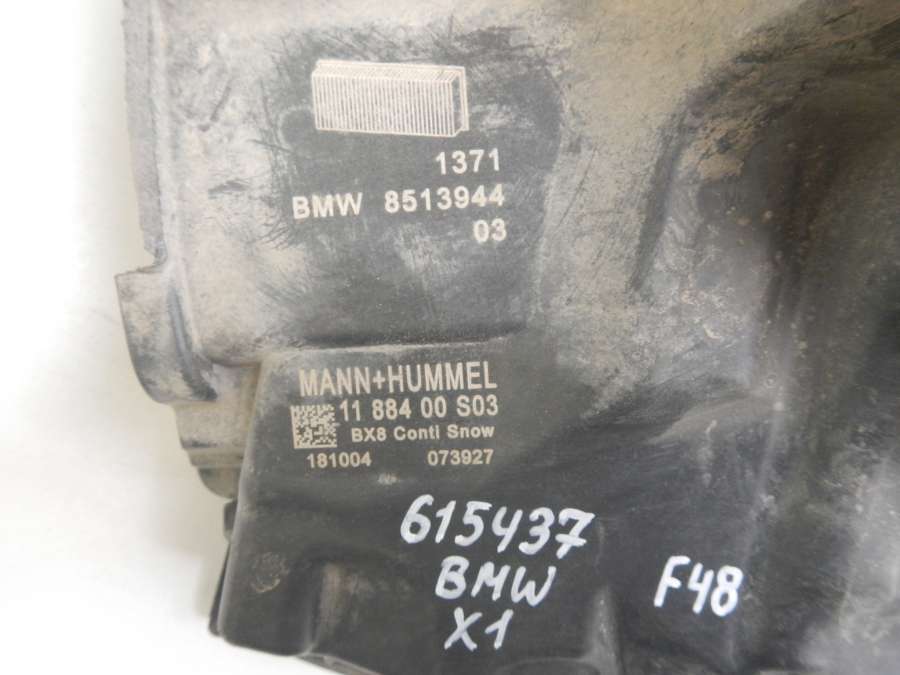 1371
BMW 8513944
03
MANN+HUMMEL
11 884 00 S03
BX8 Conti Snow
181004 073927
615437
BMW
X1
F48